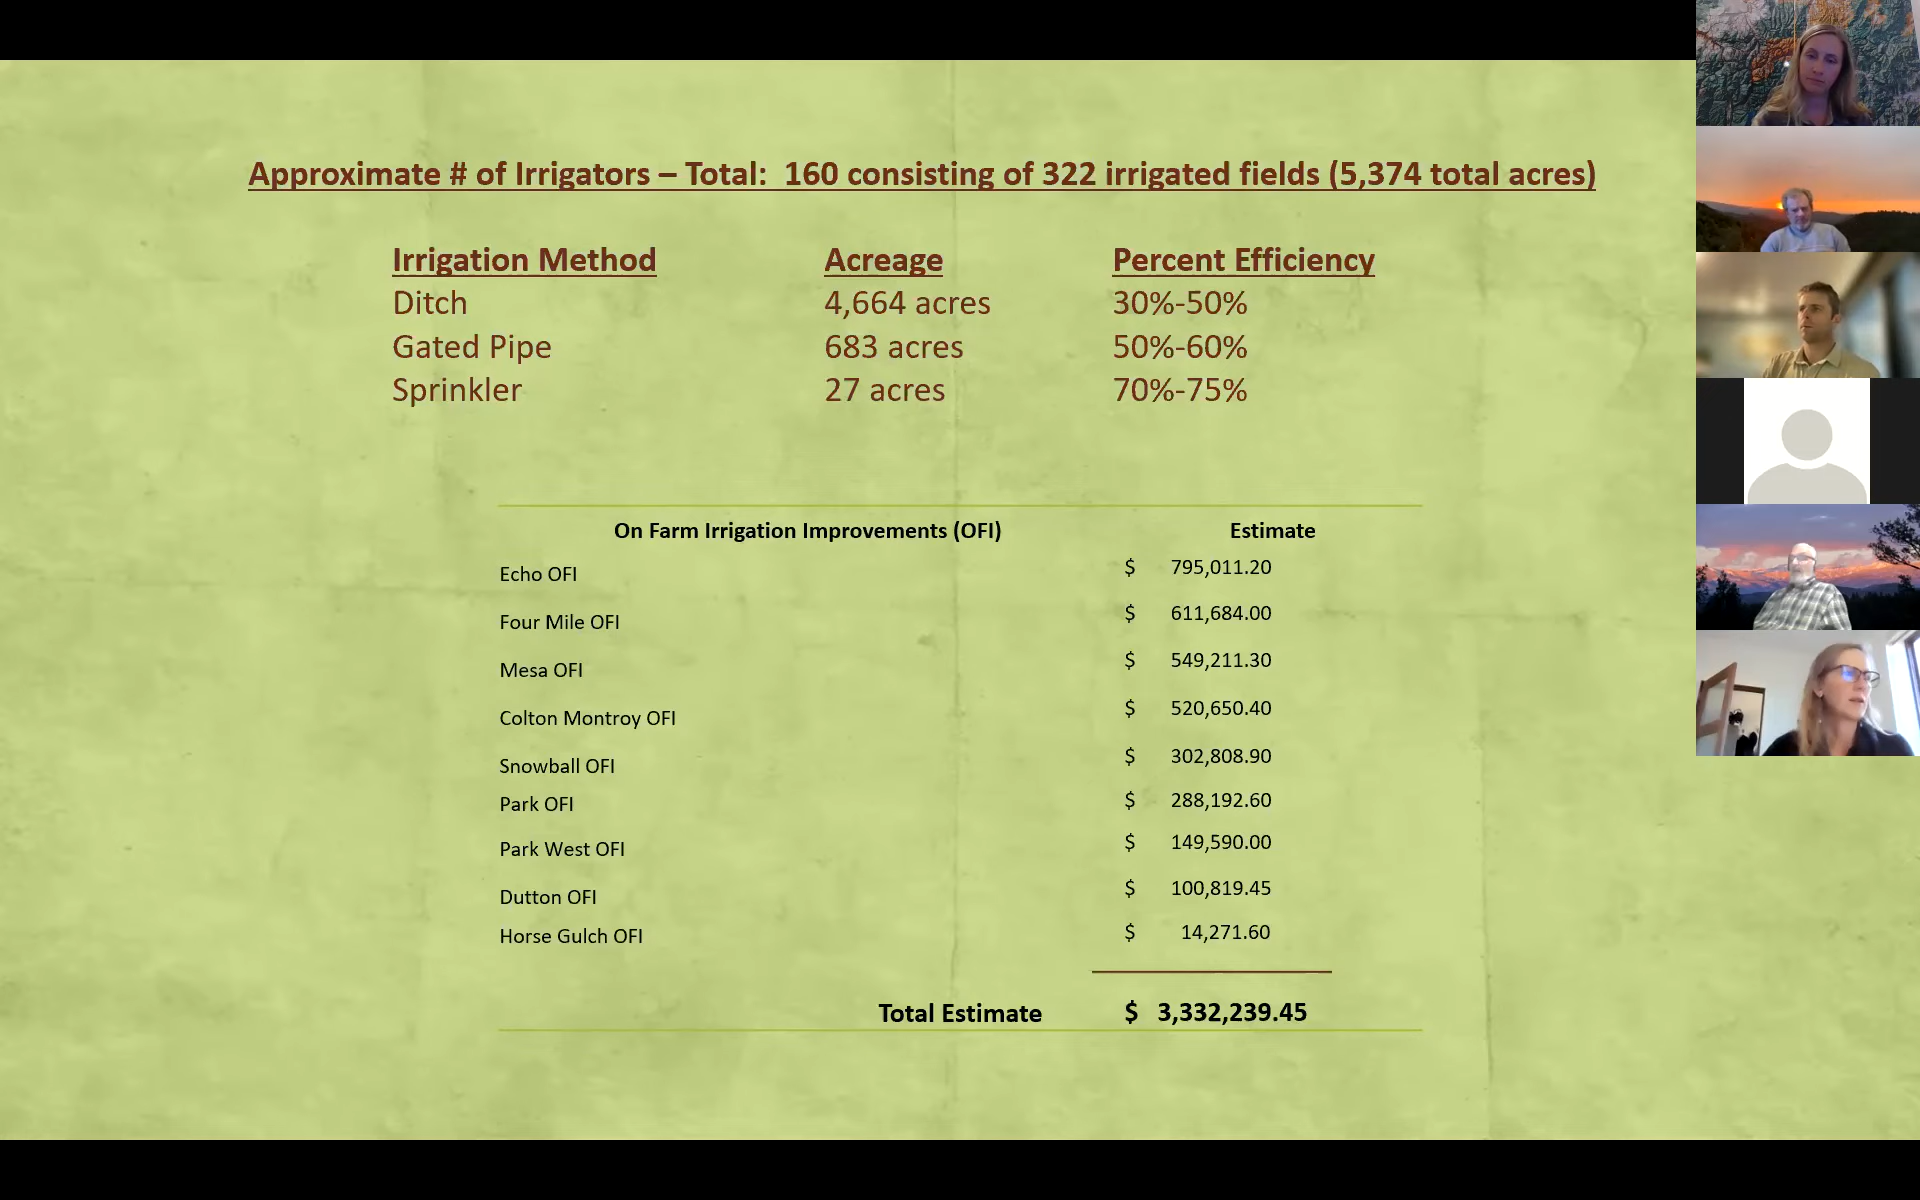 Approximate # of Irrigators – Total:  160 consisting of 322 irrigated fields (5,374 total acres)
Irrigation Method Acreage Percent Efficiency
Ditch 4,664 acres 30%-50%
Gated Pipe 683 acres 50%-60%
Sprinkler 27 acres 70%-75%
On Farm Irrigation Improvements (OFI) Estimate
Echo OFI $ 795,011.20
Four Mile OFI $ 611,684.00
Mesa OFI $ 549,211.30
Colton Montroy OFI $ 520,650.40
Snowball OFI $ 302,808.90
Park OFI $ 288,192.60
Park West OFI $ 149,590.00
Dutton OFI $ 100,819.45
Horse Gulch OFI $ 14,271.60
Total Estimate $ 3,332,239.45